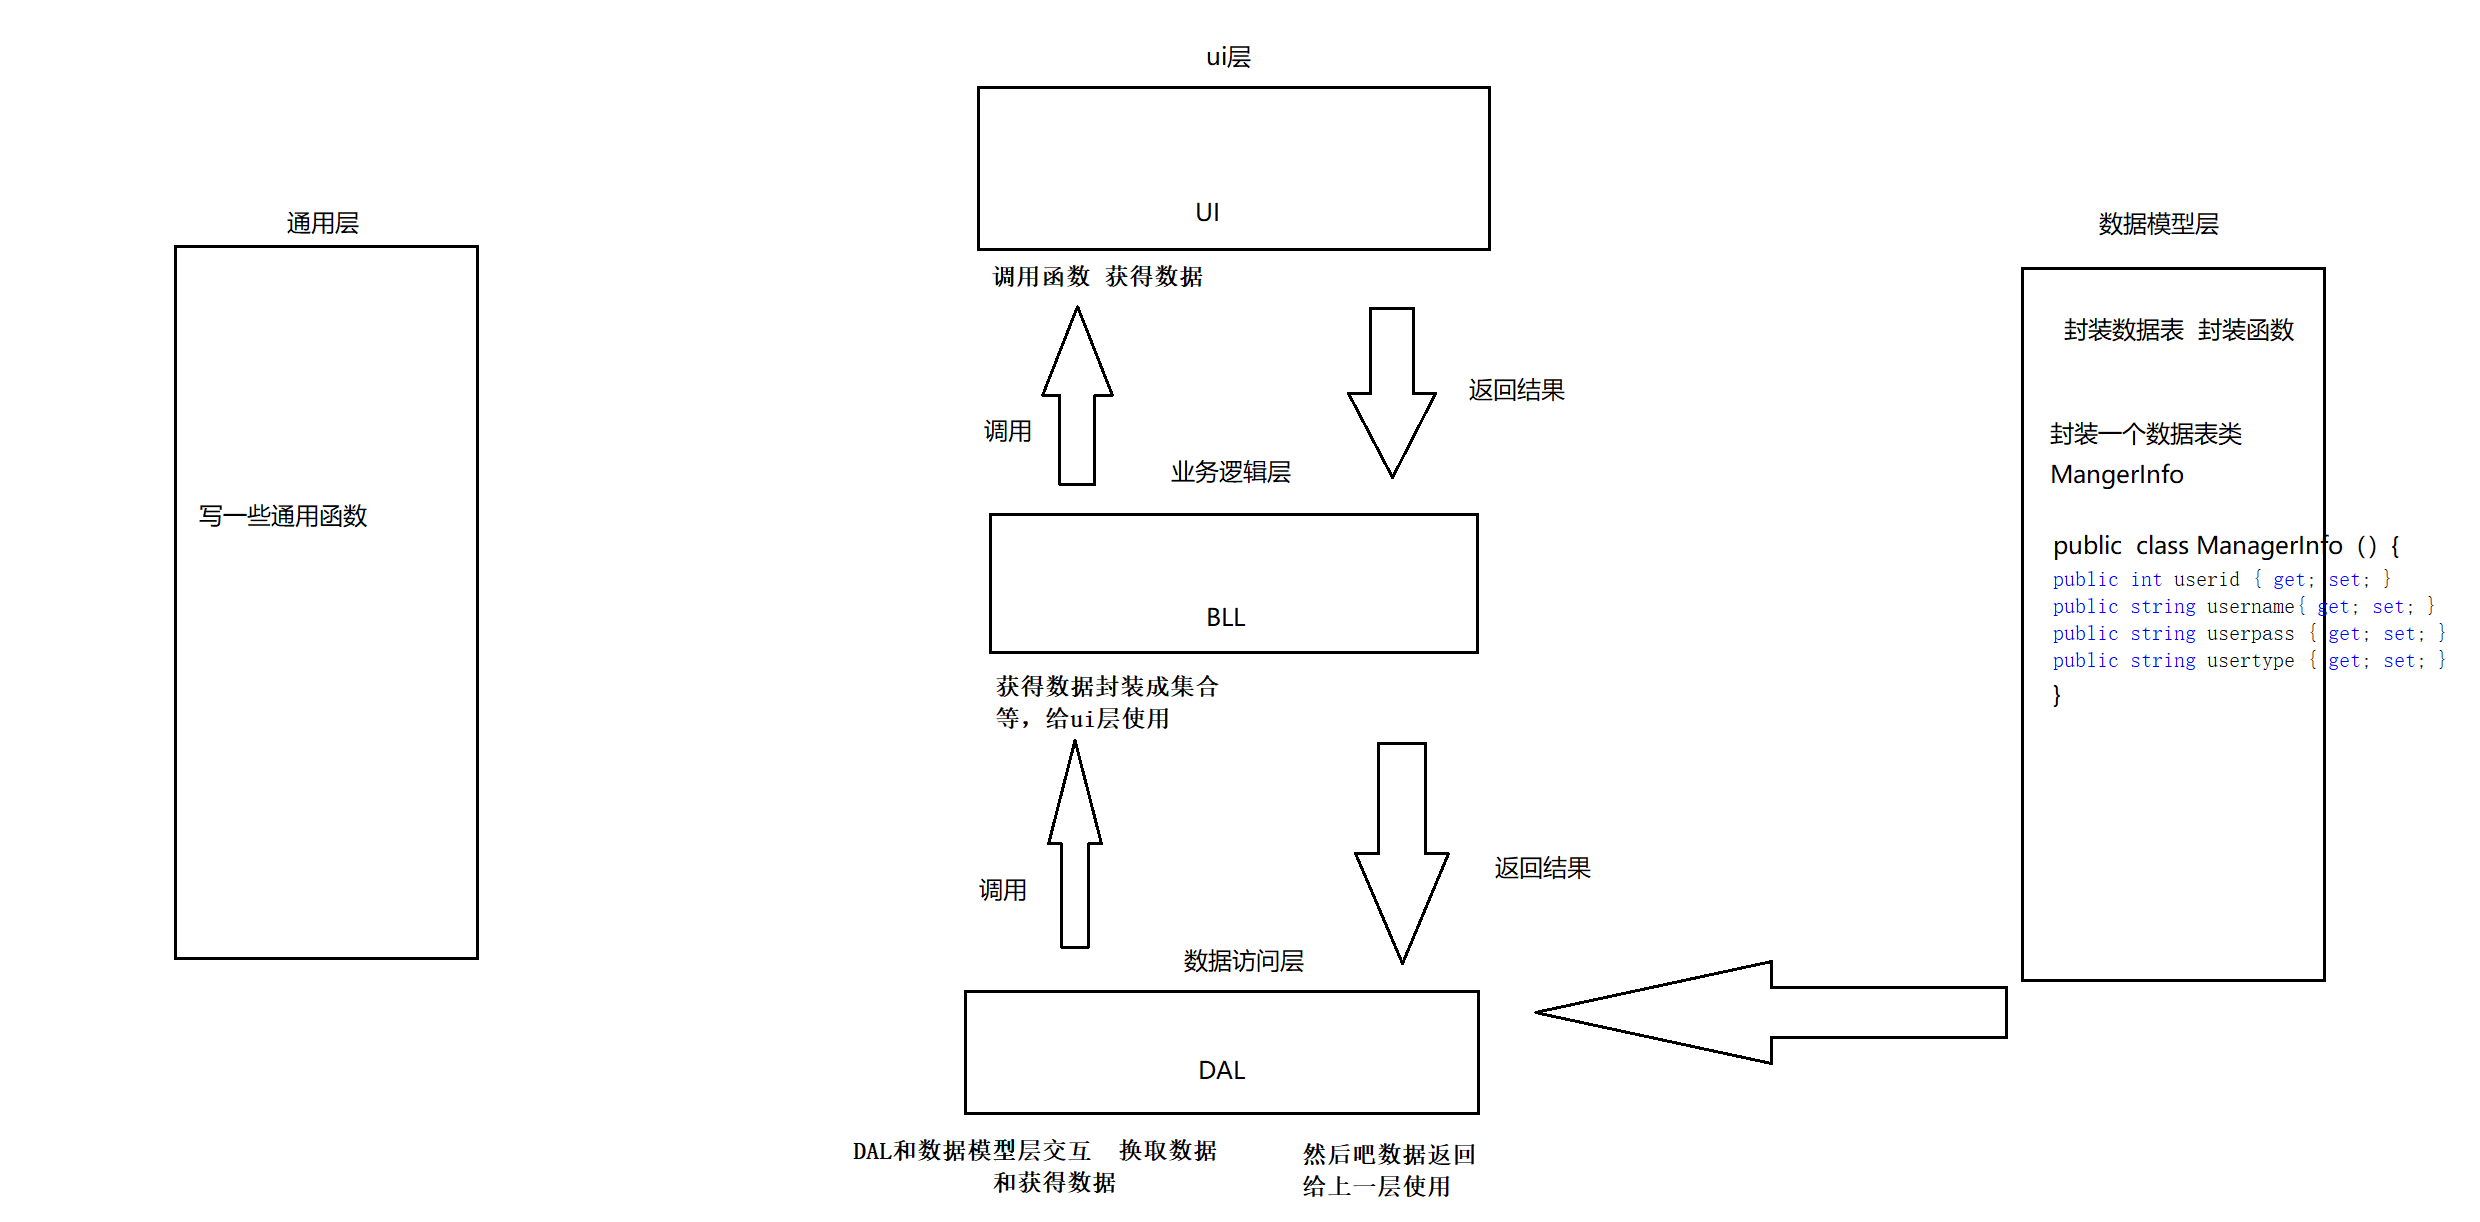 ui层
UI
调用函数 获得数据
调用
返回结果
业务逻辑层
BLL
获得数据封装成集合
等，给ui层使用
调用
返回结果
数据访问层
DAL
DAL和数据模型层交互 换取数据
和获得数据
然后吧数据返回
给上一层使用
通用层
写一些通用函数
数据模型层
封装数据表 封装函数
封装一个数据表类
MangerInfo
public class ManagerInfo（）{
public int userid { get; set; }
public string username{ get; set; }
public string userpass { get; set; }
public string usertype { get; set; }
}